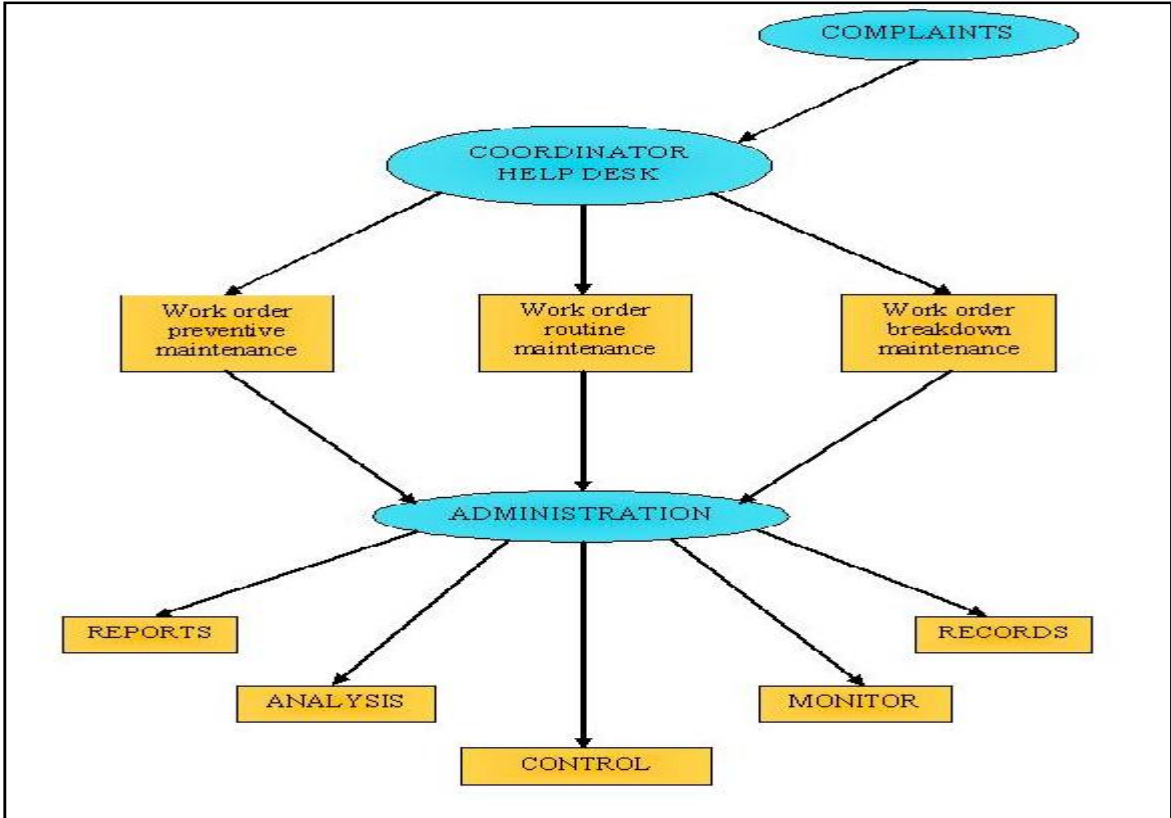 COMPLAINTS
COORDINATOR
HELP DESK
Work order
preventive
maintenance
Work order
routine
maintenance
Work order
breakdown
maintenance
ADMINISTRATION
REPORTS
RECORDS
ANALYSIS
MONITOR
CONTROL